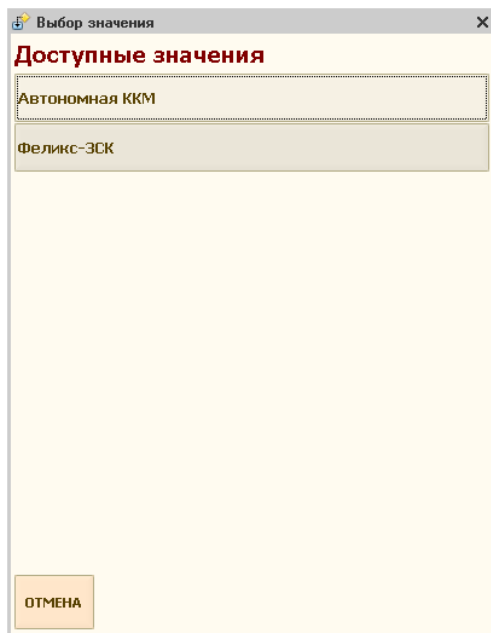 Выбор значения
Доступные значения
Автономная ККМ
Феликс-3СК
ОТМЕНА